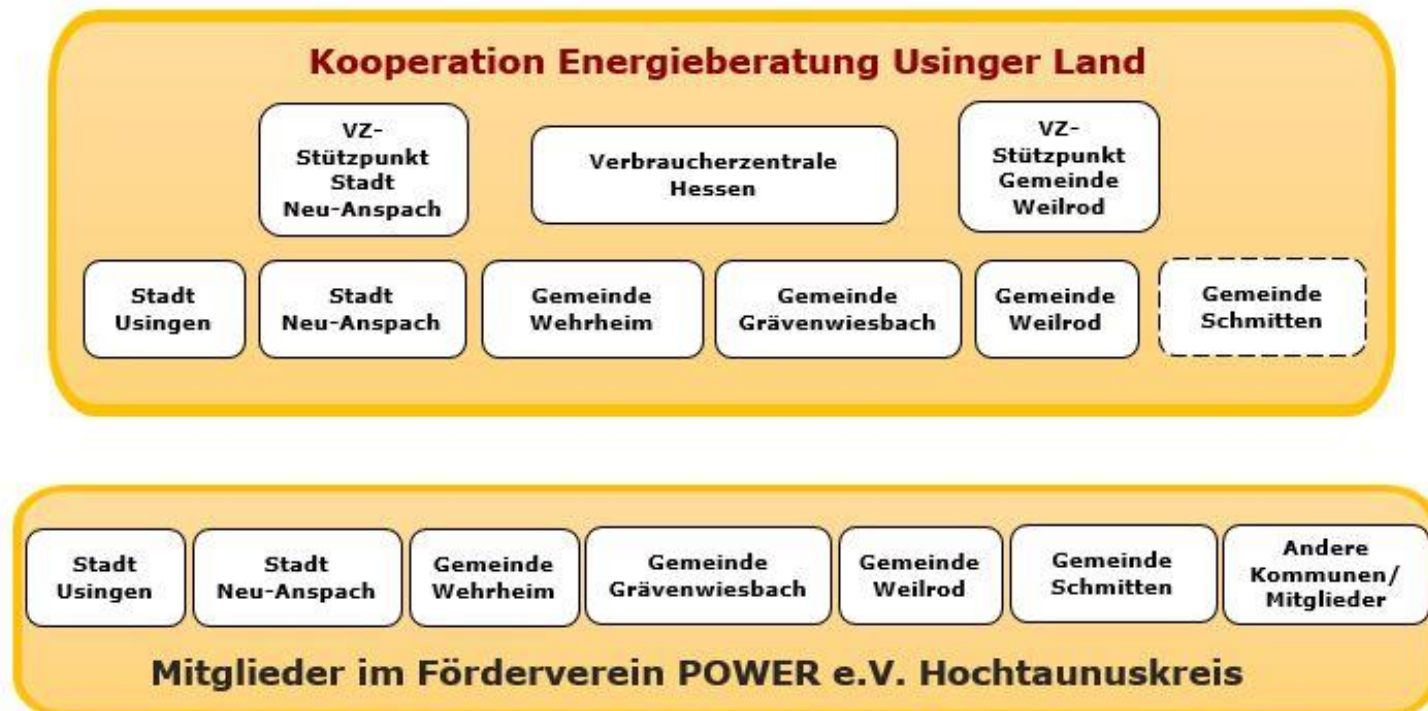 Kooperation Energieberatung Usinger Land
VZ-
Stützpunkt
Stadt
Neu-Anspach
Verbraucherzentrale
Hessen
VZ-
Stützpunkt
Gemeinde
Weilrod
Stadt
Usingen
Stadt
Neu-Anspach
Gemeinde
Wehrheim
Gemeinde
Grävenwiesbach
Gemeinde
Weilrod
Gemeinde
Schmitten
Stadt
Usingen
Stadt
Neu-Anspach
Gemeinde
Wehrheim
Gemeinde
Grävenwiesbach
Gemeinde
Weilrod
Gemeinde
Schmitten
Andere
Kommunen/
Mitglieder
Mitglieder im Förderverein POWER e.V. Hochtaunuskreis